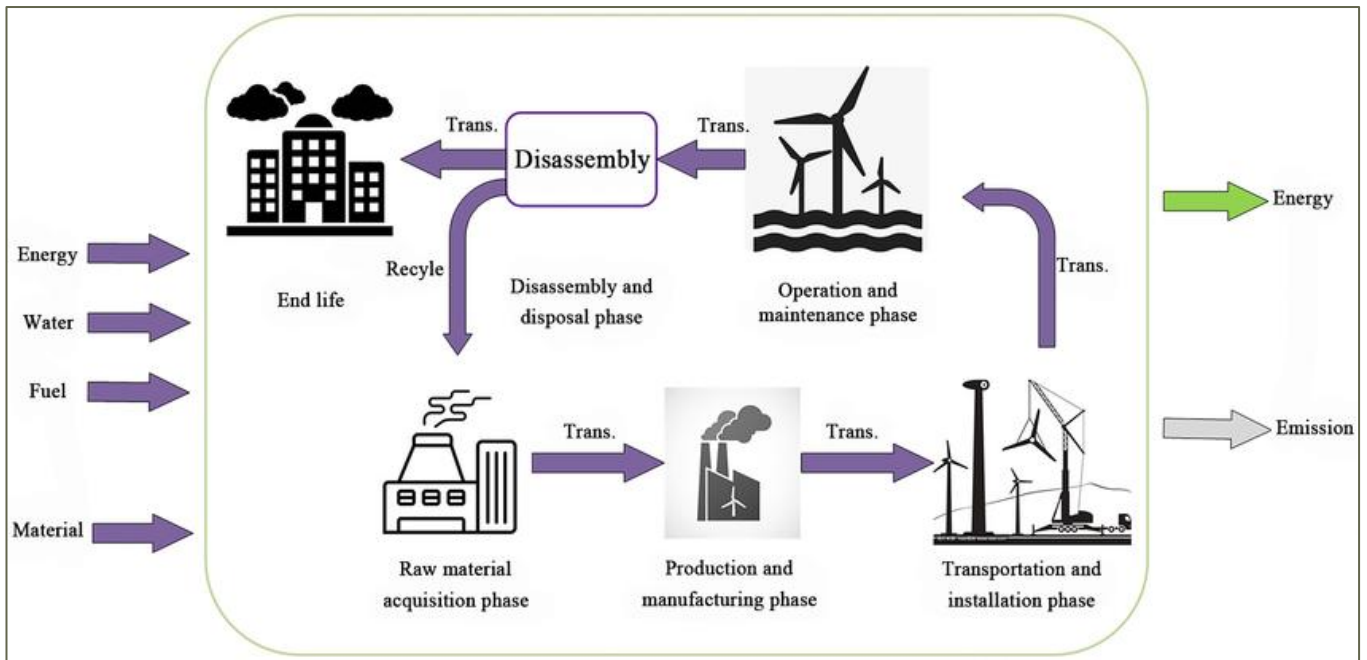 Energy
Water
Fuel
Material
Trans.
Disassembly
Trans.
End life
Recyle
Disassembly and
disposal phase
Operation and
maintenance phase
Trans.
Raw material
acquisition phase
Trans.
Production and
manufacturing phase
Trans.
Transportation and
installation phase
Energy
Emission